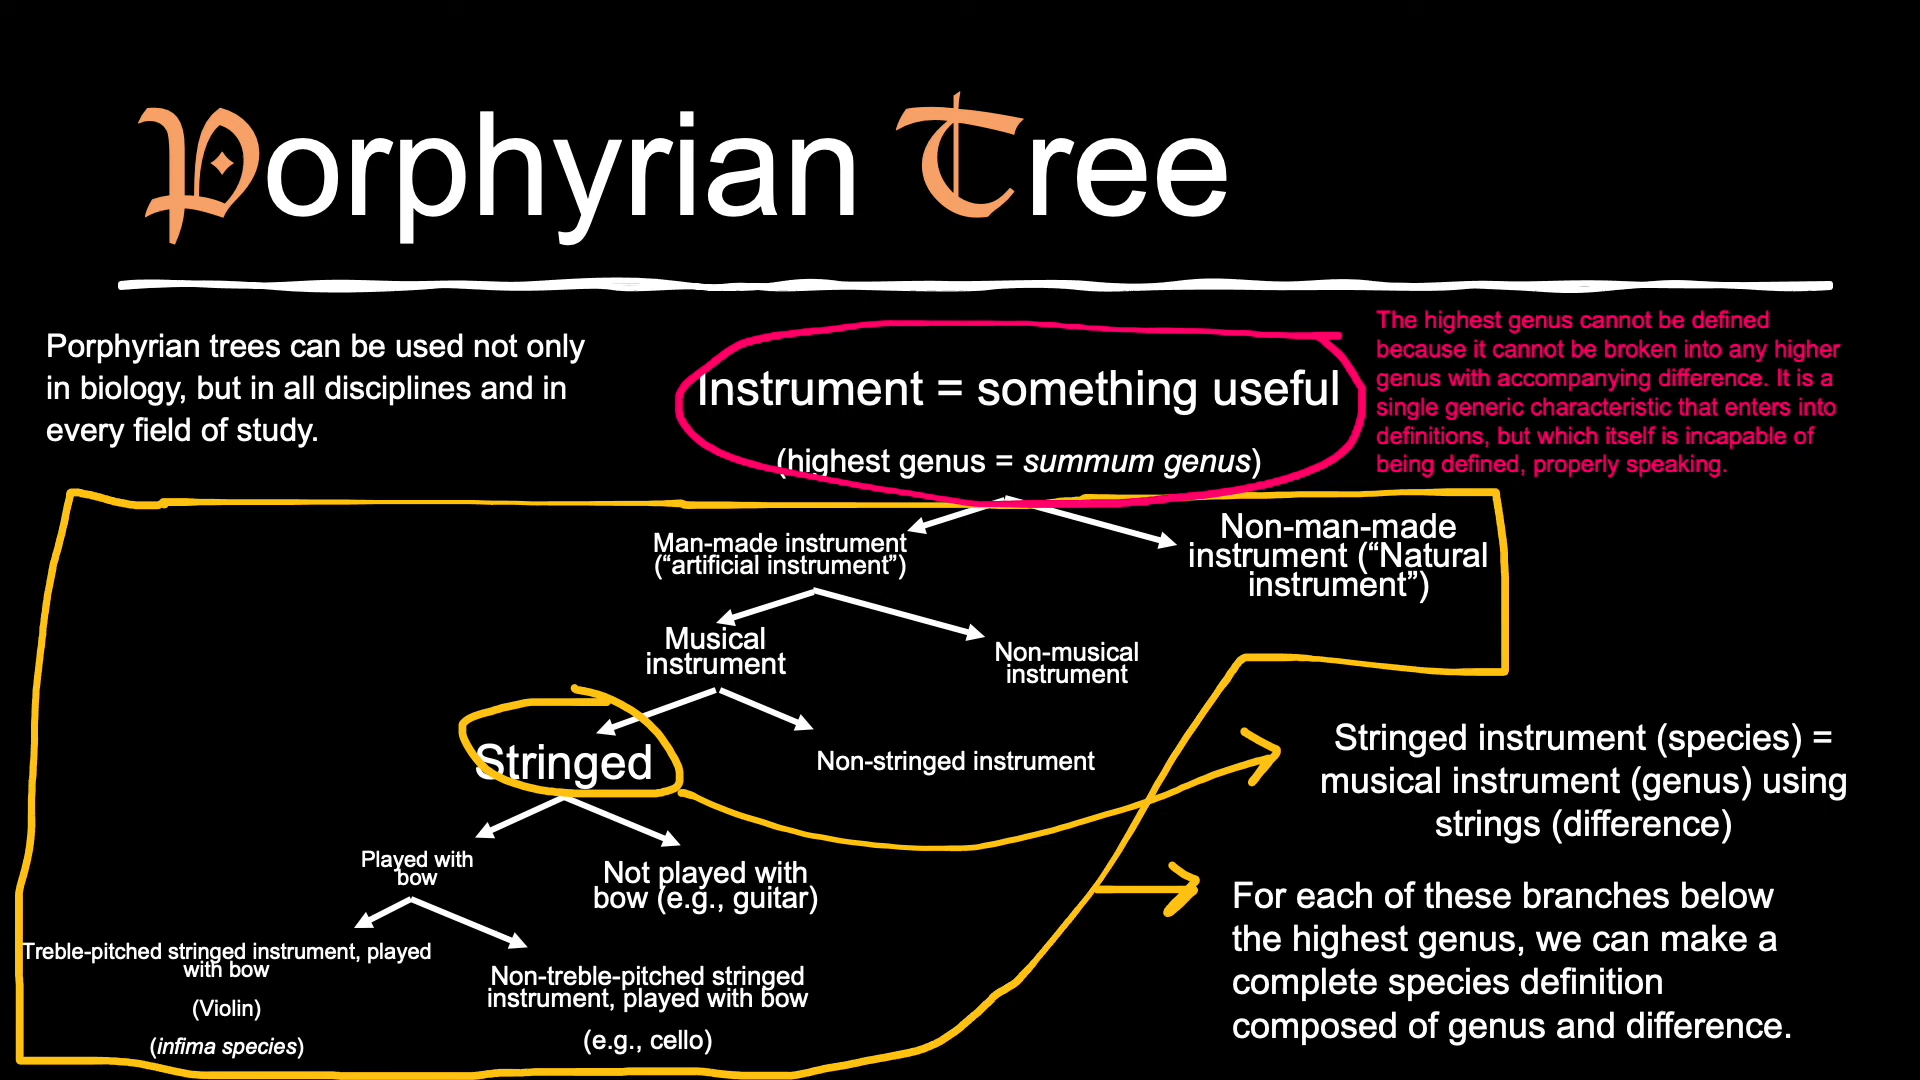 Porphyrian Tree
Porphyrian trees can be used not only
in biology, but in all disciplines and in
every field of study.
Instrument = something useful
(highest genus = summum genus)
The highest genus cannot be defined
because it cannot be broken into any higher
genus with accompanying difference. It is a
single generic characteristic that enters into
definitions, but which itself is incapable of
being defined, properly speaking.
Man-made instrument
(“artificial instrument”)
Non-man-made
instrument (“Natural
instrument”)
Musical
instrument
Non-musical
instrument
Stringed
Non-stringed instrument
Stringed instrument (species) =
musical instrument (genus) using
strings (difference)
Played with
bow
Not played with
bow (e.g., guitar)
For each of these branches below
the highest genus, we can make a
complete species definition
composed of genus and difference.
Treble-pitched stringed instrument, played
with bow
(Violin)
(infima species)
Non-treble-pitched stringed
instrument, played with bow
(e.g., cello)